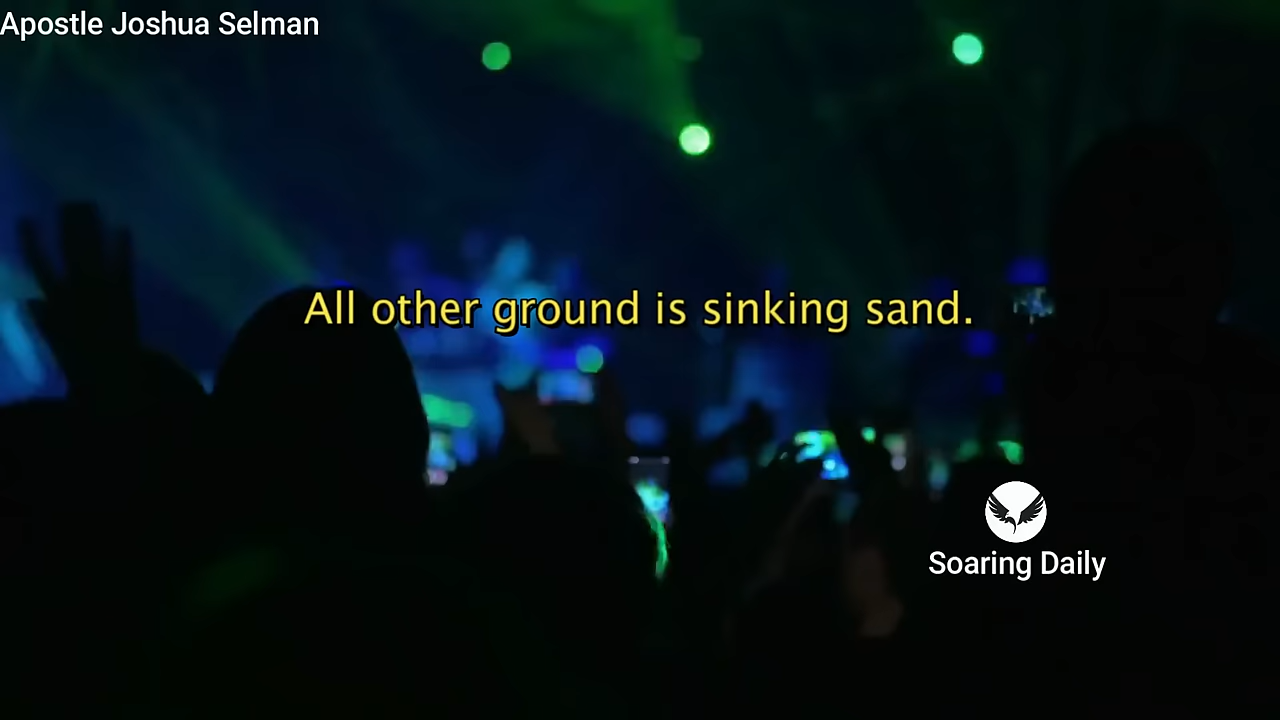 Apostle Joshua Selman
All other ground is sinking sand.
Soaring Daily